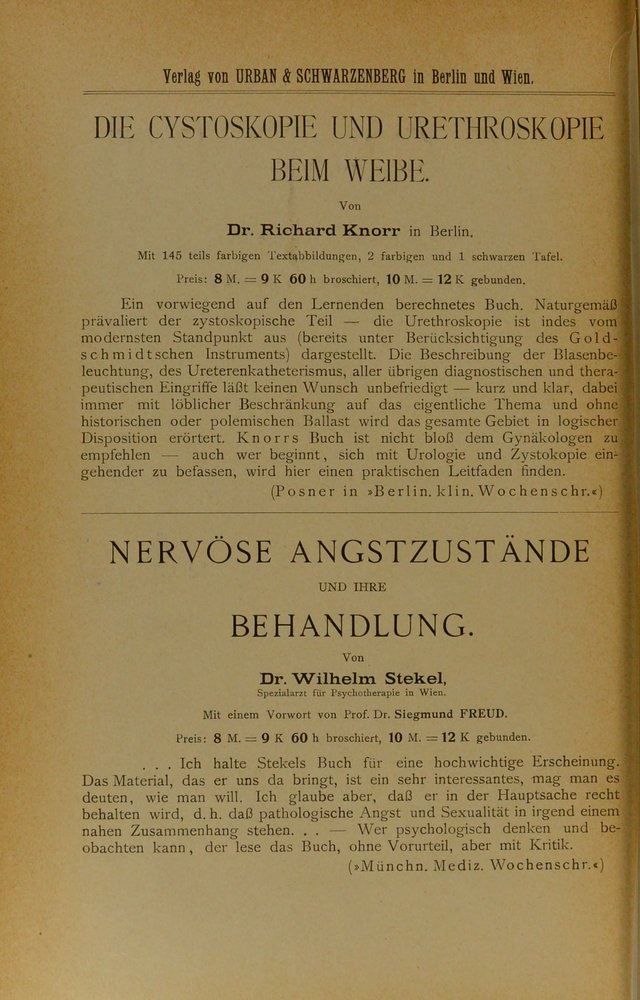 Verlag von URBAN & SCHWARZENBERG in Berlin und Wien.
DIE CYSTOSKOPIE UND URETHROSKOPIE
BEIM WEIBE.
Von
Dr. Richard Knorr in Berlin.
Mit 145 teils farbigen Textabbildungen, 2 farbigen und 1 schwarzen Tafel.
Preis: 8 M. = 9 K 60 h broschiert, 10 M. = 12 K gebunden.
Ein vorwiegend auf den Lernenden berechnetes Buch. Naturgemäß
prävaliert der zystoskopische Teil — die Urethroskopie ist indes vom
modernsten Standpunkt aus (bereits unter Berücksichtigung des Gold-
schmidtschen Instruments) dargestellt. Die Beschreibung der Blasenbe-
leuchtung, des Ureterenkatheterismus, aller übrigen diagnostischen und thera-
peutischen Eingriffe läßt keinen Wunsch unbefriedigt — kurz und klar, dabei
immer mit löblicher Beschränkung auf das eigentliche Thema und ohne
historischen oder polemischen Ballast wird das gesamte Gebiet in logischer
Disposition erörtert. Knorrs Buch ist nicht bloß dem Gynäkologen zu
empfehlen — auch wer beginnt, sich mit Urologie und Zystokopie ein-
gehender zu befassen, wird hier einen praktischen Leitfaden finden.
(Posner in »Berlin. klin. Wochenschr.«)
NERVÖSE ANGSTZUSTÄNDE
UND IHRE
BEHANDLUNG.
Von
Dr. Wilhelm Stekel,
Spezialarzt für Psychotherapie in Wien.
Mit einem Vorwort von Prof. Dr. Siegmund FREUD.
Preis: 8 M. = 9 K 60 h broschiert, 10 M. = 12 K gebunden.
. . . Ich halte Stekels Buch für eine hochwichtige Erscheinung.
Das Material, das er uns da bringt, ist ein sehr interessantes, mag man es
deuten, wie man will. Ich glaube aber, daß er in der Hauptsache recht
behalten wird, d. h. daß pathologische Angst und Sexualität in irgend einem
nahen Zusammenhang stehen. . . — Wer psychologisch denken und be-
obachten kann, der lese das Buch, ohne Vorurteil, aber mit Kritik.
(»Münchn. Mediz. Wochenschr.«)